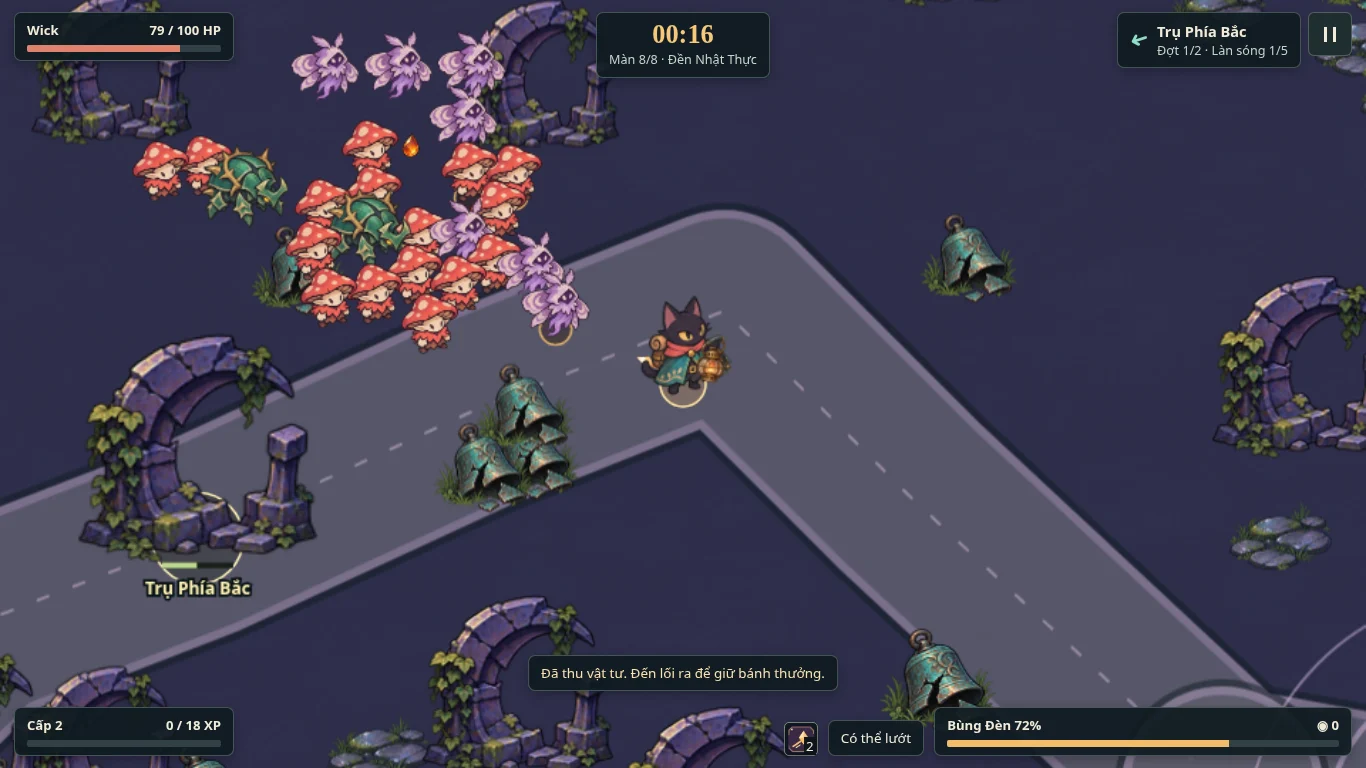 Wick 79 / 100 HP
00:16
Màn 8/8 · Đền Nhật Thực
Trụ Phía Bắc
Đợt 1/2 · Làn sóng 1/5
Trụ Phía Bắc
Đã thu vật tư. Đến lối ra để giữ bánh thưởng.
Cấp 2 0 / 18 XP
2
Có thể lướt
Bùng Đèn 72% 0